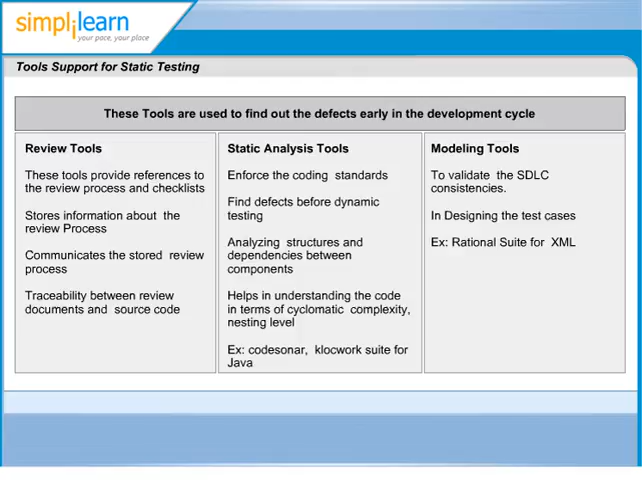 simplilearn
your pace, your place
Tools Support for Static Testing
These Tools are used to find out the defects early in the development cycle
Review Tools
These tools provide references to
the review process and checklists
Stores information about  the
review Process
Communicates the stored  review
process
Traceability between review
documents and  source code
Static Analysis Tools
Enforce the coding  standards
Find defects before dynamic
testing
Analyzing  structures and
dependencies between
components
Helps in understanding the code
in terms of cyclomatic  complexity,
nesting level
Ex: codesonar,  klocwork suite for
Java
Modeling Tools
To validate  the SDLC
consistencies.
In Designing the test cases
Ex: Rational Suite for  XML